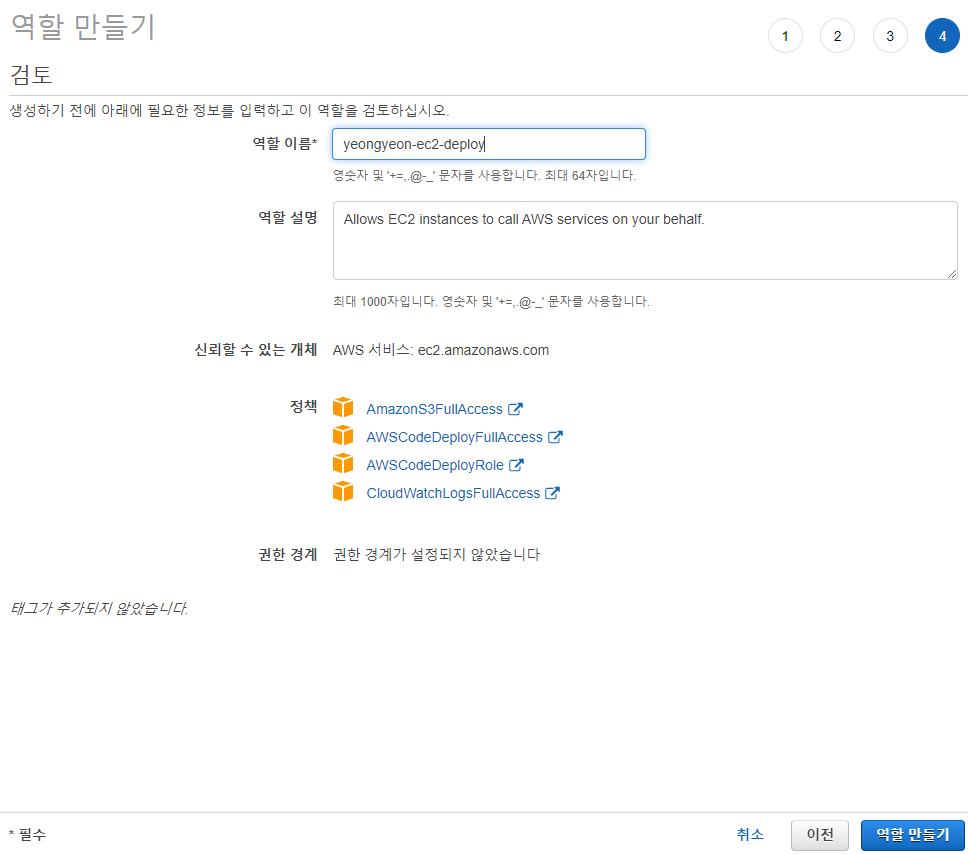 역할 만들기
1 2 3 4
검토
생성하기 전에 아래에 필요한 정보를 입력하고 이 역할을 검토하십시오.
역할 이름* yeongyeon-ec2-deploy
영숫자 및 '+=,.@-_' 문자를 사용합니다. 최대 64자입니다.
역할 설명 Allows EC2 instances to call AWS services on your behalf.
최대 1000자입니다. 영숫자 및 '+=,.@-_' 문자를 사용합니다.
신뢰할 수 있는 개체 AWS 서비스: ec2.amazonaws.com
정책 AmazonS3FullAccess
AWSCodeDeployFullAccess
AWSCodeDeployRole
CloudWatchLogsFullAccess
권한 경계 권한 경계가 설정되지 않았습니다
태그가 추가되지 않았습니다.
* 필수 취소 이전 역할 만들기